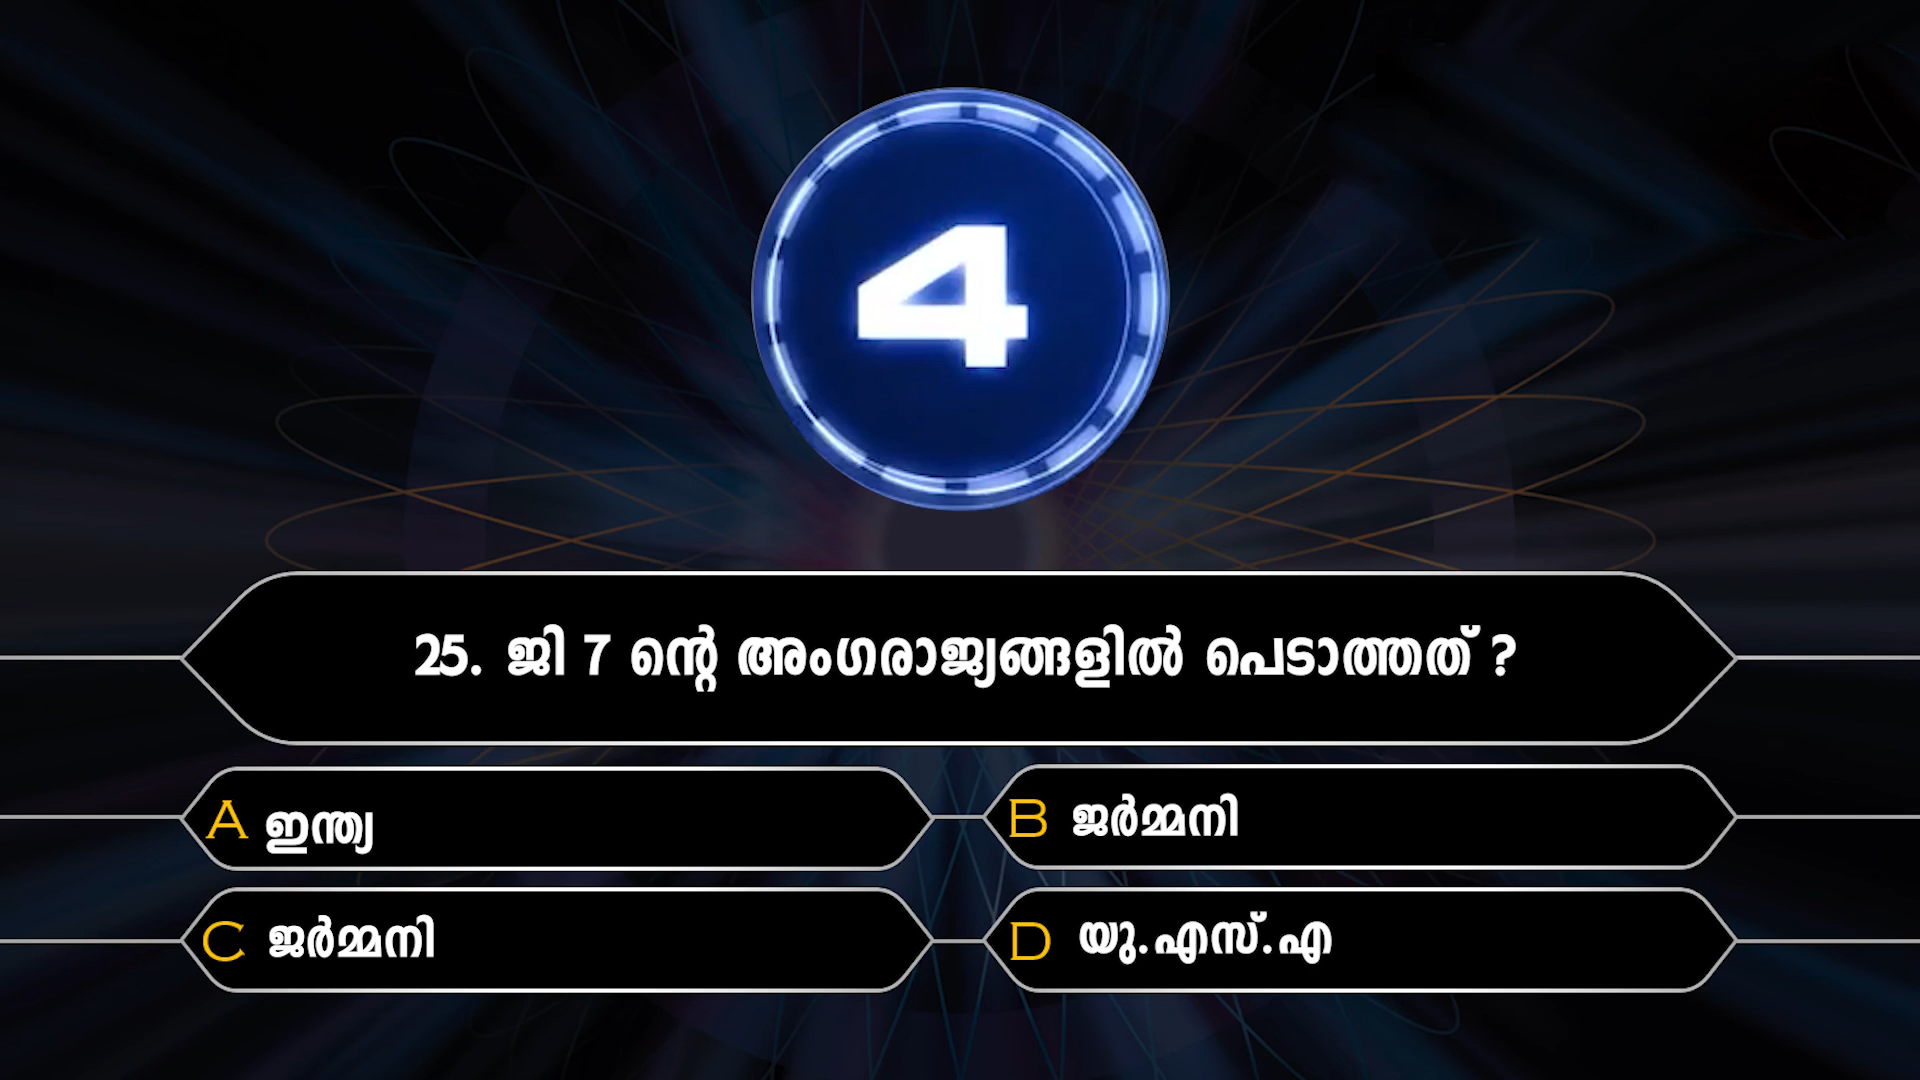 4
25. ജി 7 ന്റെ അംഗരാജ്യങ്ങളിൽ പെടാത്തത് ?
A ഇന്ത്യ
B ജർമ്മനി
C ജർമ്മനി
D യു.എസ്.എ